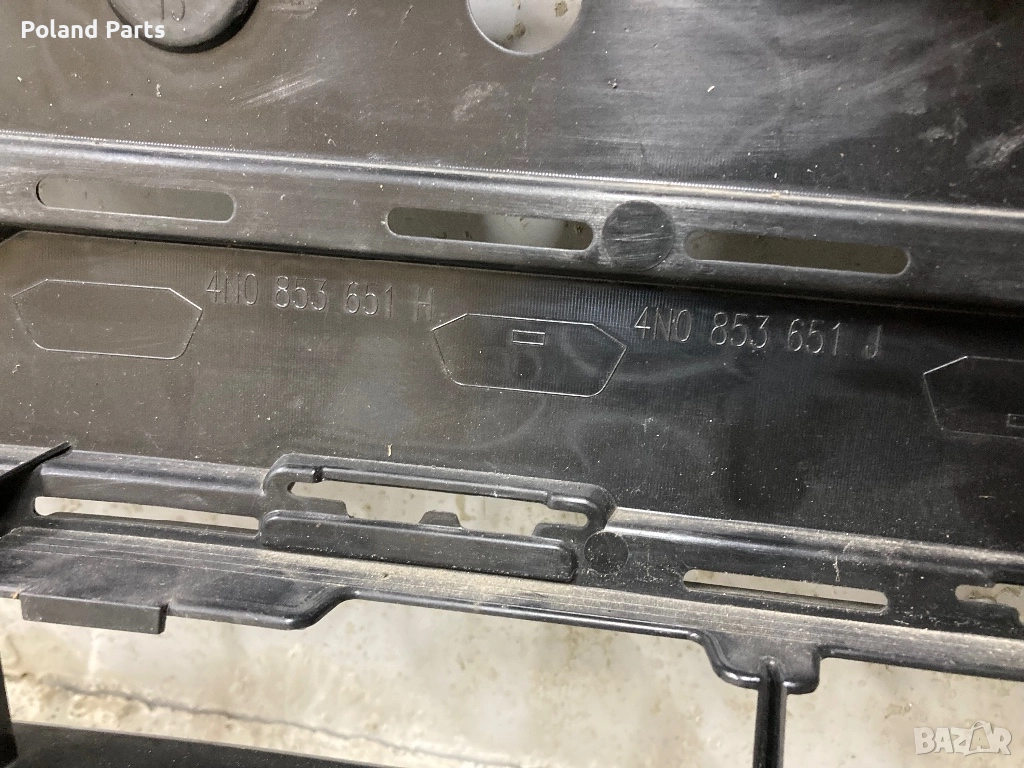 Poland Parts
4N0 853 651 H
4N0 853 651 J
BAZAR